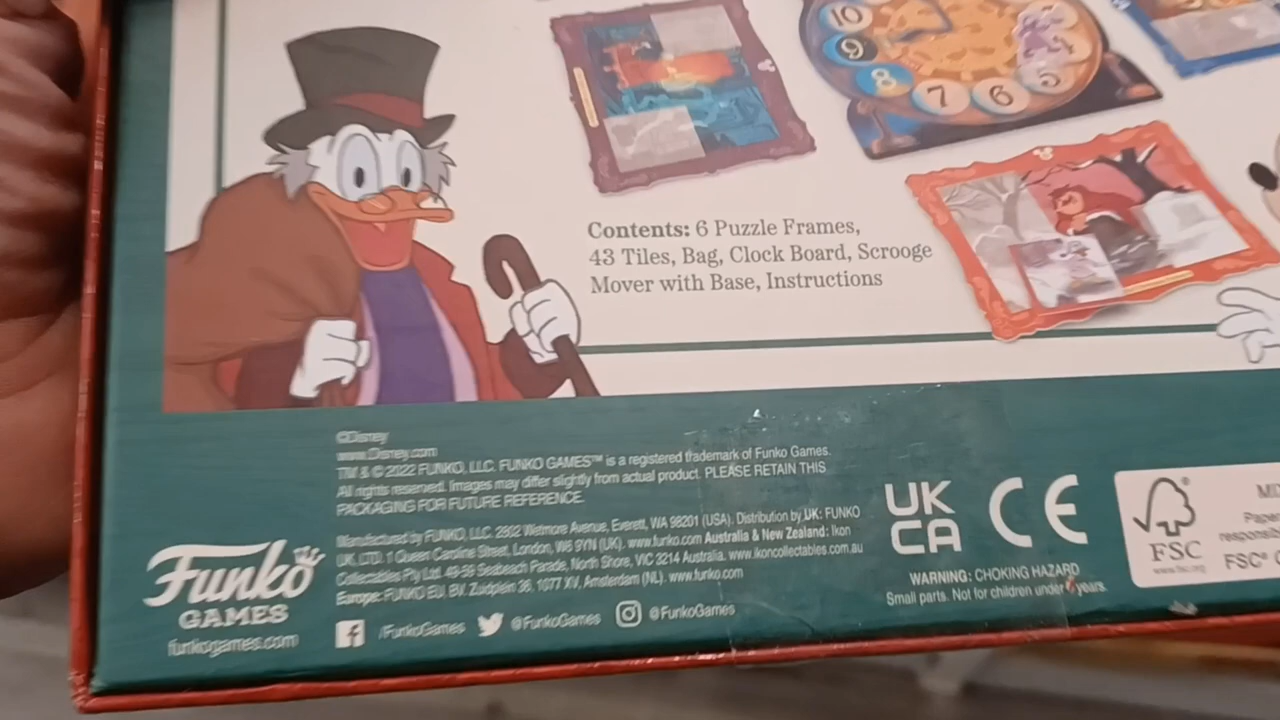 10
9
8
7
6
5
Contents: 6 Puzzle Frames,
43 Tiles, Bag, Clock Board, Scrooge
Mover with Base, Instructions
©Disney
www.Disney.com
TM & © 2022 FUNKO, LLC. FUNKO GAMES™ is a registered trademark of Funko Games.
All rights reserved. Images may differ slightly from actual product. PLEASE RETAIN THIS
PACKAGING FOR FUTURE REFERENCE.
Manufactured by FUNKO, LLC. 2802 Wetmore Avenue, Everett, WA 98201 (USA). Distribution by UK: FUNKO
UK, LTD. 1 Queen Caroline Street, London, W6 9YN (UK). www.funko.com Australia & New Zealand: Ikon
Collectables Pty Ltd. 49-59 Seabeach Parade, North Shore, VIC 3214 Australia. www.ikoncollectables.com.au
Europe: FUNKO EU, BV. Zuidplein 36, 1077 XV, Amsterdam (NL). www.funko.com
Funko
GAMES
funkogames.com
/FunkoGames @FunkoGames @FunkoGames
UK
CA
CE
WARNING: CHOKING HAZARD
Small parts. Not for children under years.
FSC
www.fsc.org
FSC®